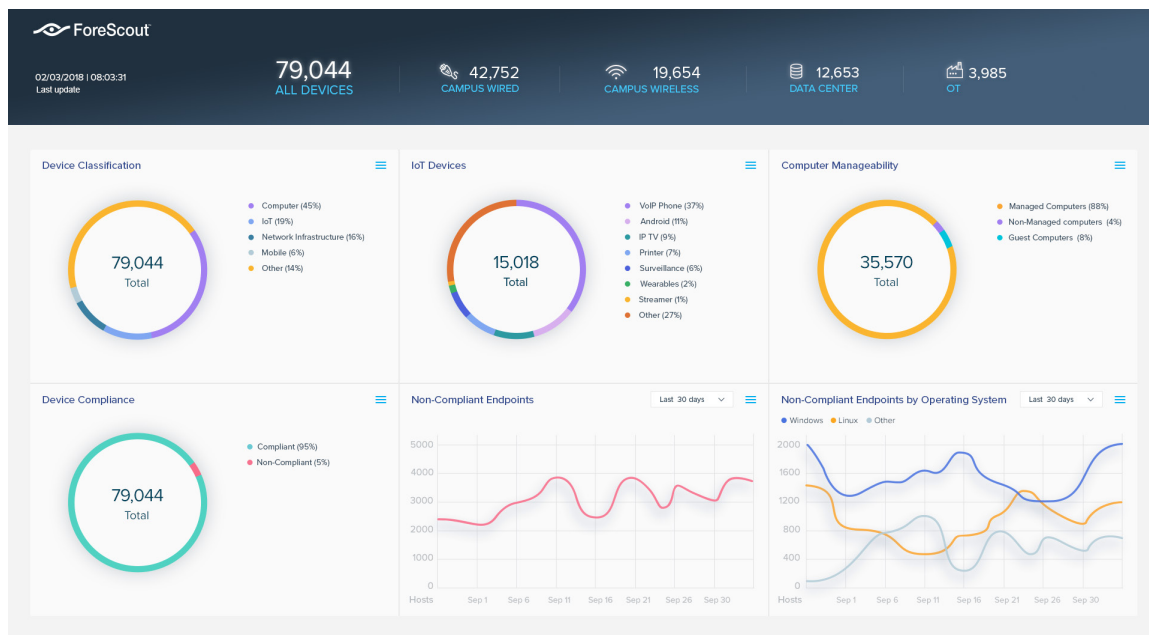 ForeScout
02/03/2018 | 08:03:31
Last update
79,044
ALL DEVICES
42,752
CAMPUS WIRED
19,654
CAMPUS WIRELESS
12,653
DATA CENTER
3,985
OT
Device Classification
79,044
Total
Computer (45%)
IoT (19%)
Network Infrastructure (16%)
Mobile (6%)
Other (14%)
IoT Devices
15,018
Total
VoIP Phone (37%)
Android (11%)
IP TV (9%)
Printer (7%)
Surveillance (6%)
Wearables (2%)
Streamer (1%)
Other (27%)
Computer Manageability
35,570
Total
Managed Computers (88%)
Non-Managed computers (4%)
Guest Computers (8%)
Device Compliance
79,044
Total
Compliant (95%)
Non-Compliant (5%)
Non-Compliant Endpoints
Last 30 days
5000
4000
3000
2000
1000
0
Hosts Sep 1 Sep 6 Sep 11 Sep 16 Sep 21 Sep 26 Sep 30
Non-Compliant Endpoints by Operating System
Last 30 days
Windows Linux Other
2000
1600
1200
800
400
0
Hosts Sep 1 Sep 6 Sep 11 Sep 16 Sep 21 Sep 26 Sep 30